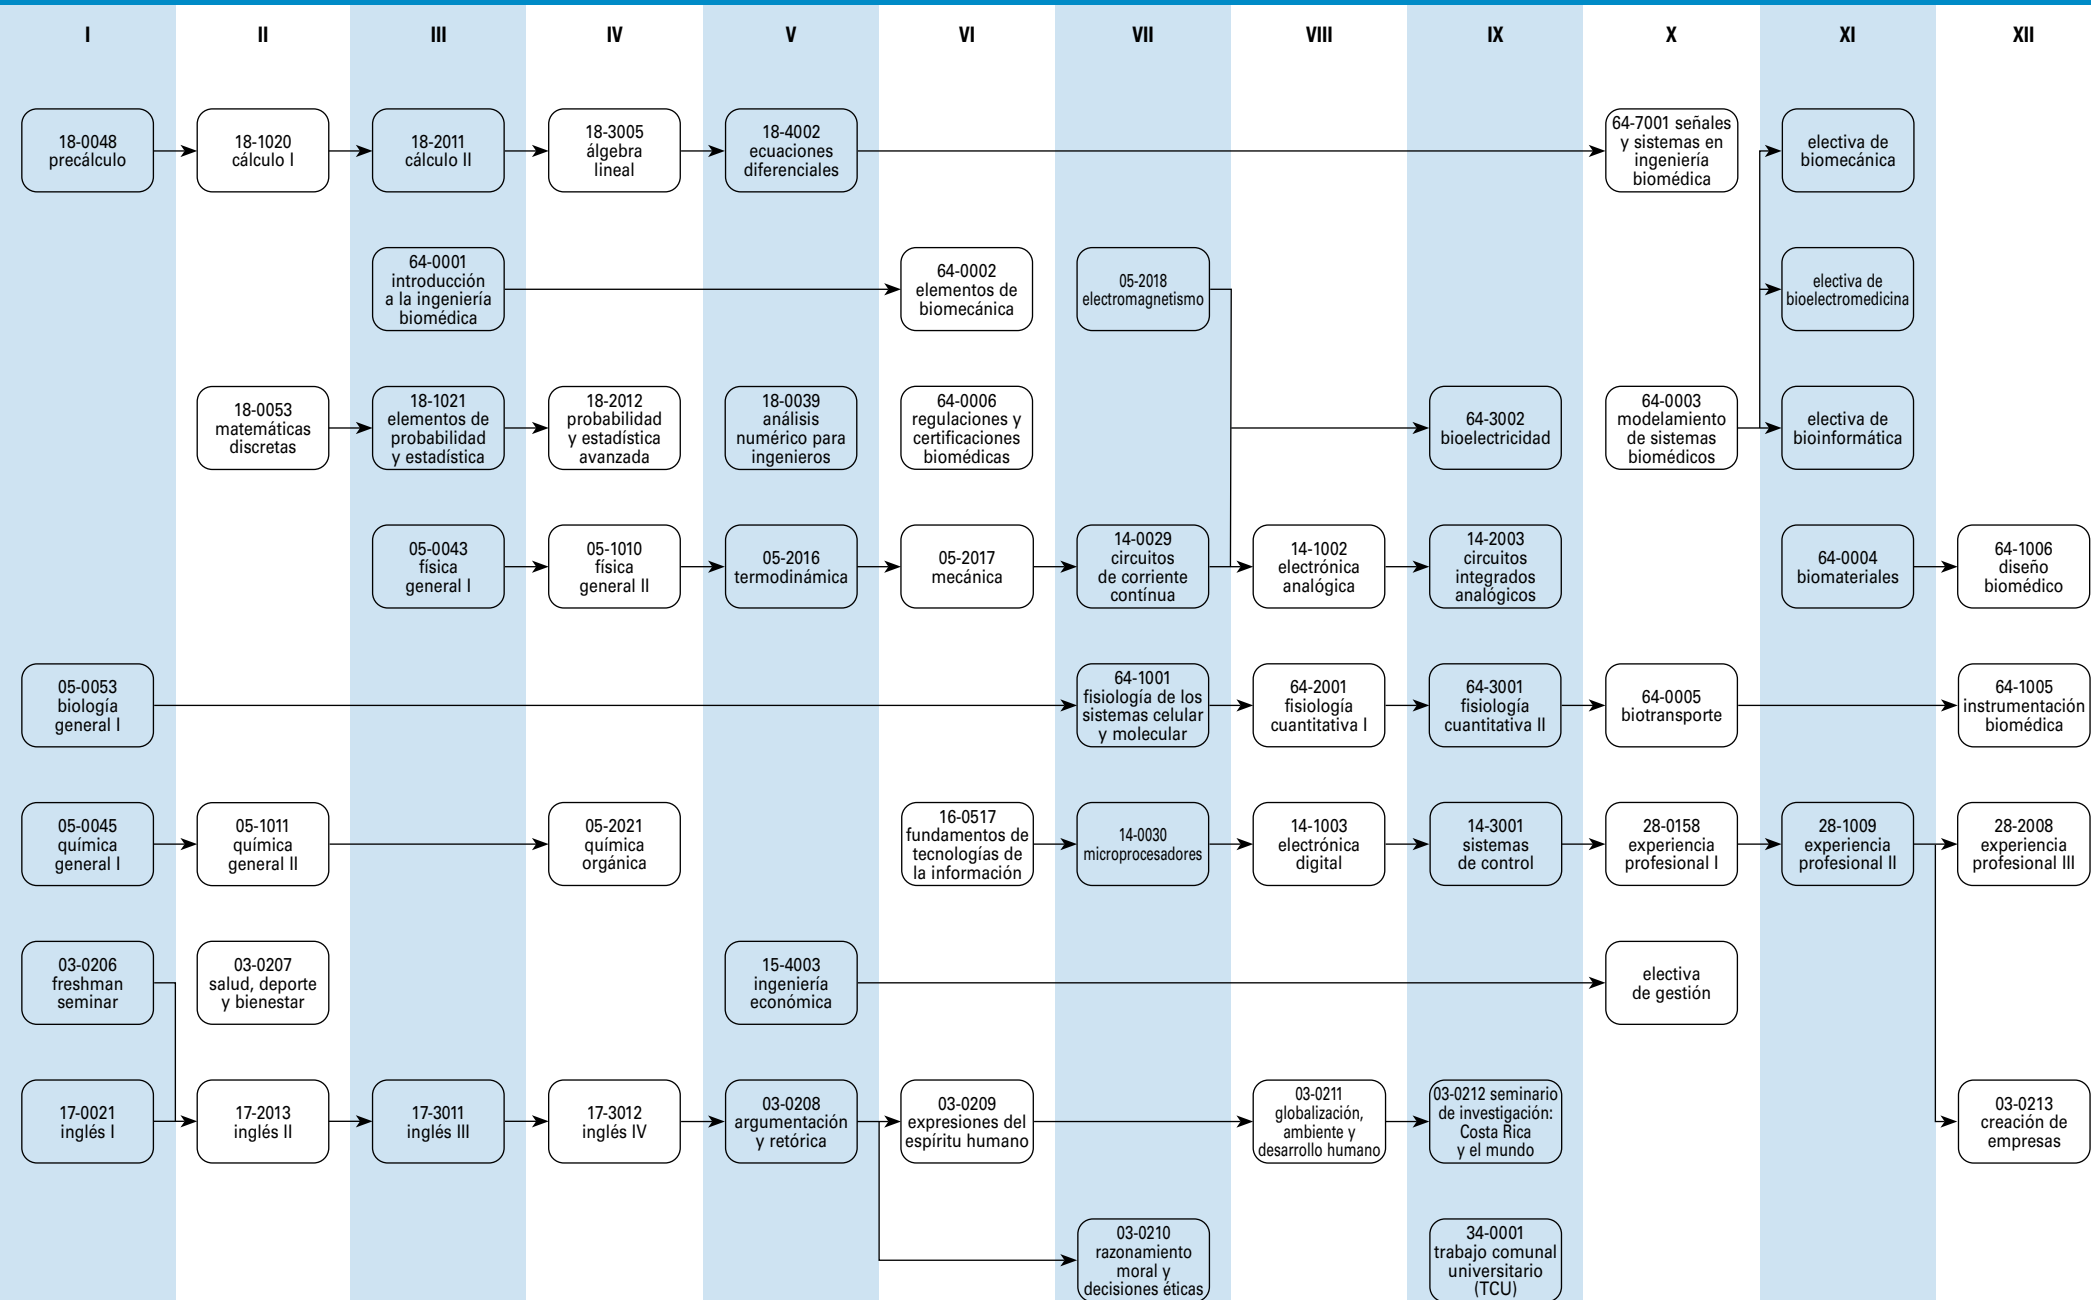 I
II
III
IV
V
VI
VII
VIII
IX
X
XI
XII
18-0048
precálculo
18-1020
cálculo I
18-2011
cálculo II
18-3005
álgebra
lineal
18-4002
ecuaciones
diferenciales
64-7001 señales
y sistemas en
ingeniería
biomédica
electiva de
biomecánica
64-0001
introducción
a la ingeniería
biomédica
64-0002
elementos de
biomecánica
05-2018
electromagnetismo
electiva de
bioelectromedicina
18-0053
matemáticas
discretas
18-1021
elementos de
probabilidad
y estadística
18-2012
probabilidad
y estadística
avanzada
18-0039
análisis
numérico para
ingenieros
64-0006
regulaciones y
certificaciones
biomédicas
64-3002
bioelectricidad
64-0003
modelamiento
de sistemas
biomédicos
electiva de
bioinformática
05-0043
física
general I
05-1010
física
general II
05-2016
termodinámica
05-2017
mecánica
14-0029
circuitos
de corriente
contínua
14-1002
electrónica
analógica
14-2003
circuitos
integrados
analógicos
64-0004
biomateriales
64-1006
diseño
biomédico
05-0053
biología
general I
64-1001
fisiología de los
sistemas celular
y molecular
64-2001
fisiología
cuantitativa I
64-3001
fisiología
cuantitativa II
64-0005
biotransporte
64-1005
instrumentación
biomédica
05-0045
química
general I
05-1011
química
general II
05-2021
química
orgánica
16-0517
fundamentos de
tecnologías de
la información
14-0030
microprocesadores
14-1003
electrónica
digital
14-3001
sistemas
de control
28-0158
experiencia
profesional I
28-1009
experiencia
profesional II
28-2008
experiencia
profesional III
03-0206
freshman
seminar
03-0207
salud, deporte
y bienestar
15-4003
ingeniería
económica
electiva
de gestión
17-0021
inglés I
17-2013
inglés II
17-3011
inglés III
17-3012
inglés IV
03-0208
argumentación
y retórica
03-0209
expresiones del
espíritu humano
03-0211
globalización,
ambiente y
desarrollo humano
03-0212 seminario
de investigación:
Costa Rica
y el mundo
03-0213
creación de
empresas
03-0210
razonamiento
moral y
decisiones éticas
34-0001
trabajo comunal
universitario
(TCU)